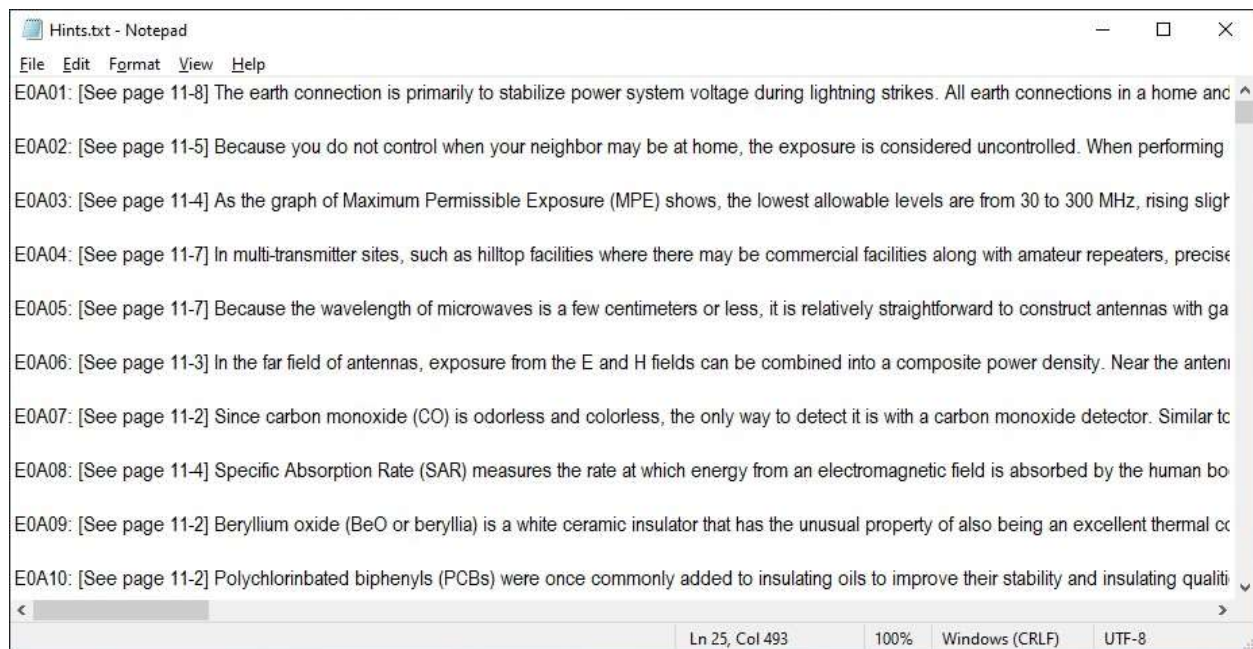 Hints.txt - Notepad
File Edit Format View Help
E0A01: [See page 11-8] The earth connection is primarily to stabilize power system voltage during lightning strikes. All earth connections in a home and
E0A02: [See page 11-5] Because you do not control when your neighbor may be at home, the exposure is considered uncontrolled. When performing
E0A03: [See page 11-4] As the graph of Maximum Permissible Exposure (MPE) shows, the lowest allowable levels are from 30 to 300 MHz, rising
E0A04: [See page 11-7] In multi-transmitter sites, such as hilltop facilities where there may be commercial facilities along with amateur repeaters, precise
E0A05: [See page 11-7] Because the wavelength of microwaves is a few centimeters or less, it is relatively straightforward to construct antennas with ga
E0A06: [See page 11-3] In the far field of antennas, exposure from the E and H fields can be combined into a composite power density. Near the
E0A07: [See page 11-2] Since carbon monoxide (CO) is odorless and colorless, the only way to detect it is with a carbon monoxide detector. Similar
E0A08: [See page 11-4] Specific Absorption Rate (SAR) measures the rate at which energy from an electromagnetic field is absorbed by the human bo
E0A09: [See page 11-2] Beryllium oxide (BeO or beryllia) is a white ceramic insulator that has the unusual property of also being an excellent thermal
E0A10: [See page 11-2] Polychlorinbated biphenyls (PCBs) were once commonly added to insulating oils to improve their stability and insulating qualiti
Ln 25, Col 493 100% Windows (CRLF) UTF-8